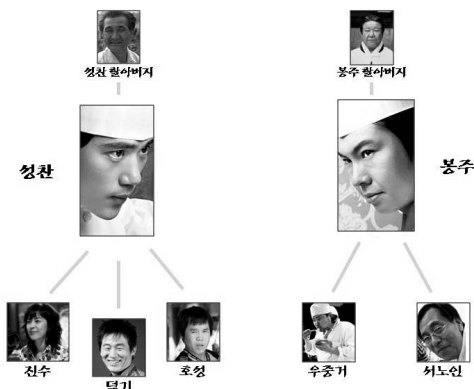 성찬 할아버지
봉주 할아버지
성찬
봉주
진수
덕기
호성
우중거
서노인